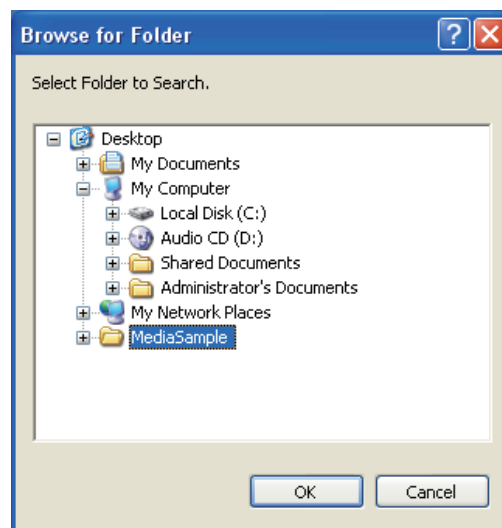 Browse for Folder
Select Folder to Search.
Desktop
My Documents
My Computer
Local Disk (C:)
Audio CD (D:)
Shared Documents
Administrator's Documents
My Network Places
MediaSample
OK Cancel